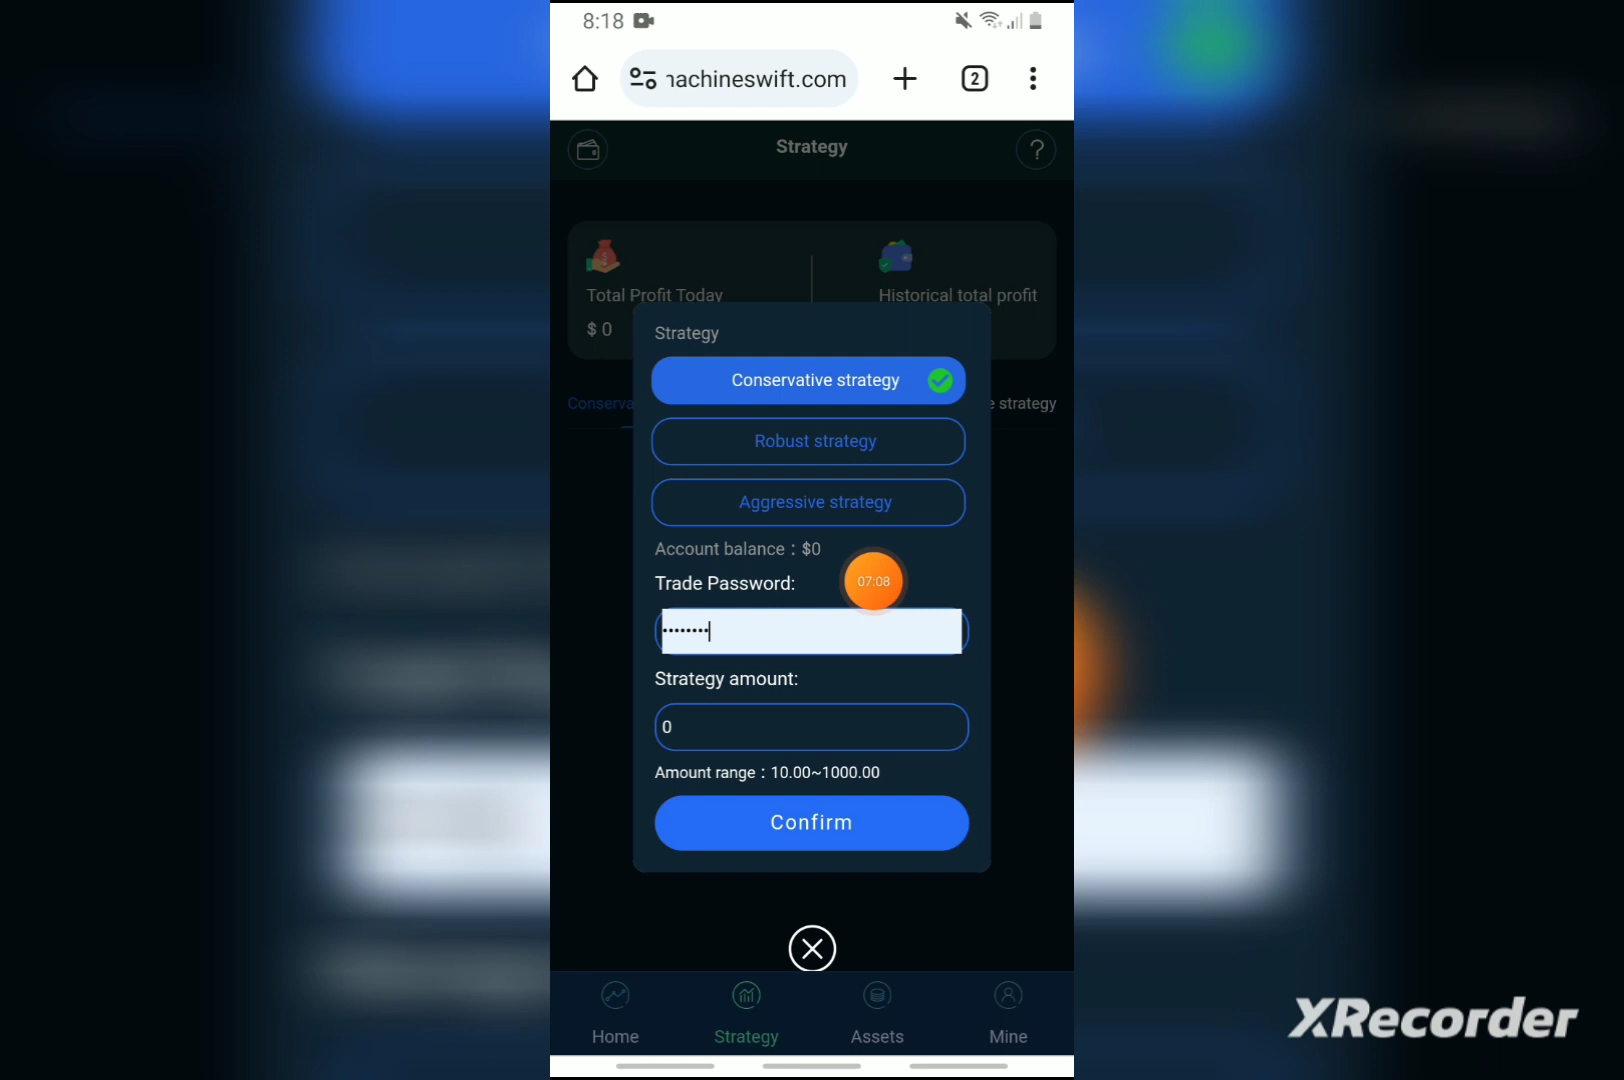 8:18
nachineswift.com
2
Strategy
?
Total Profit Today
Historical total profit
$ 0
Strategy
Conservative strategy
Conserva
e strategy
Robust strategy
Aggressive strategy
Account balance : $0
Trade Password:
07:08
••••••••
Strategy amount:
0
Amount range : 10.00~1000.00
Confirm
Home
Strategy
Assets
Mine
XRecorder